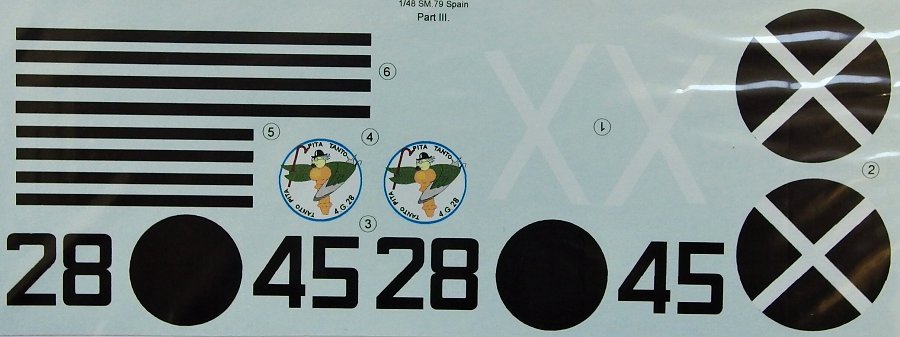 1/48 SM.79 Spain
Part III.
6
5
4
1
2
PITA TANTO
TANTO PITA
4 G 28
PITA TANTO
TANTO PITA
4 G 28
3
28 45 28 45
XX